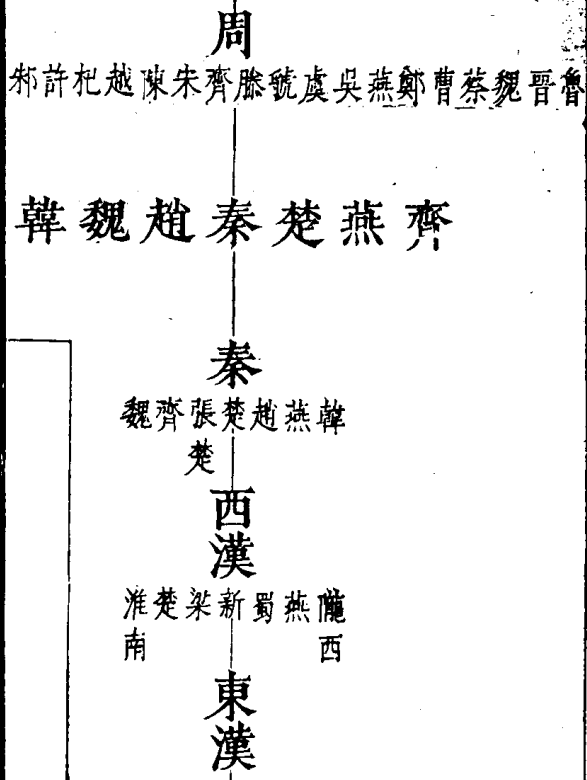 周
魯晉魏蔡曹鄭燕吳虞虢滕齊宋陳越杞許邾
齊燕楚秦趙魏韓
秦
韓燕趙楚張楚齊魏
西漢
隴西燕蜀新梁楚淮南
東漢